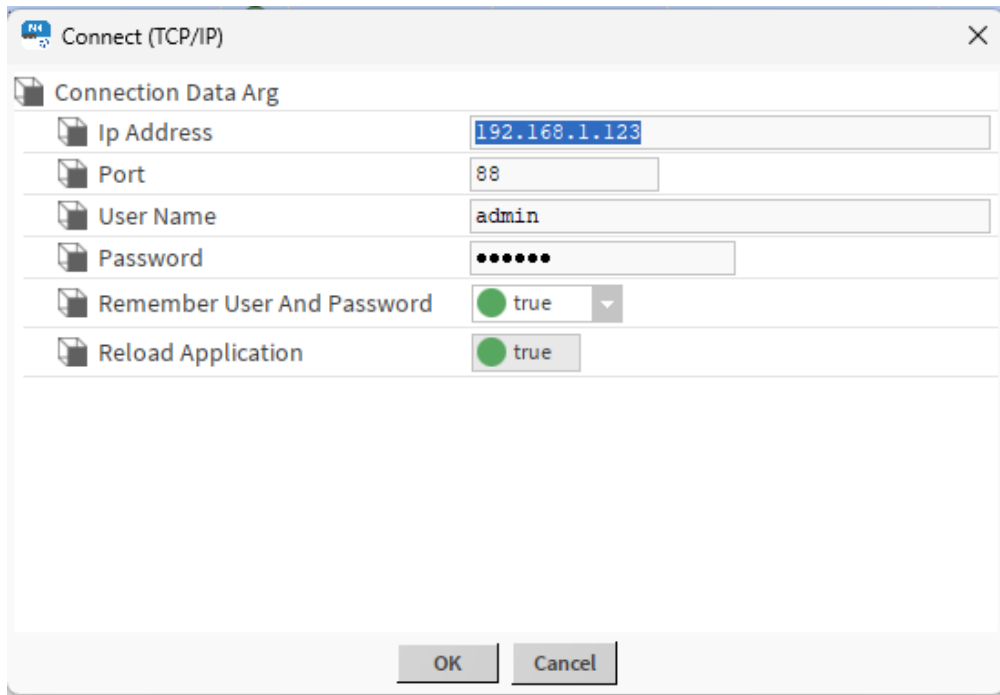 N4
Connect (TCP/IP)
Connection Data Arg
Ip Address 192.168.1.123
Port 88
User Name admin
Password ••••••
Remember User And Password true
Reload Application true
OK Cancel